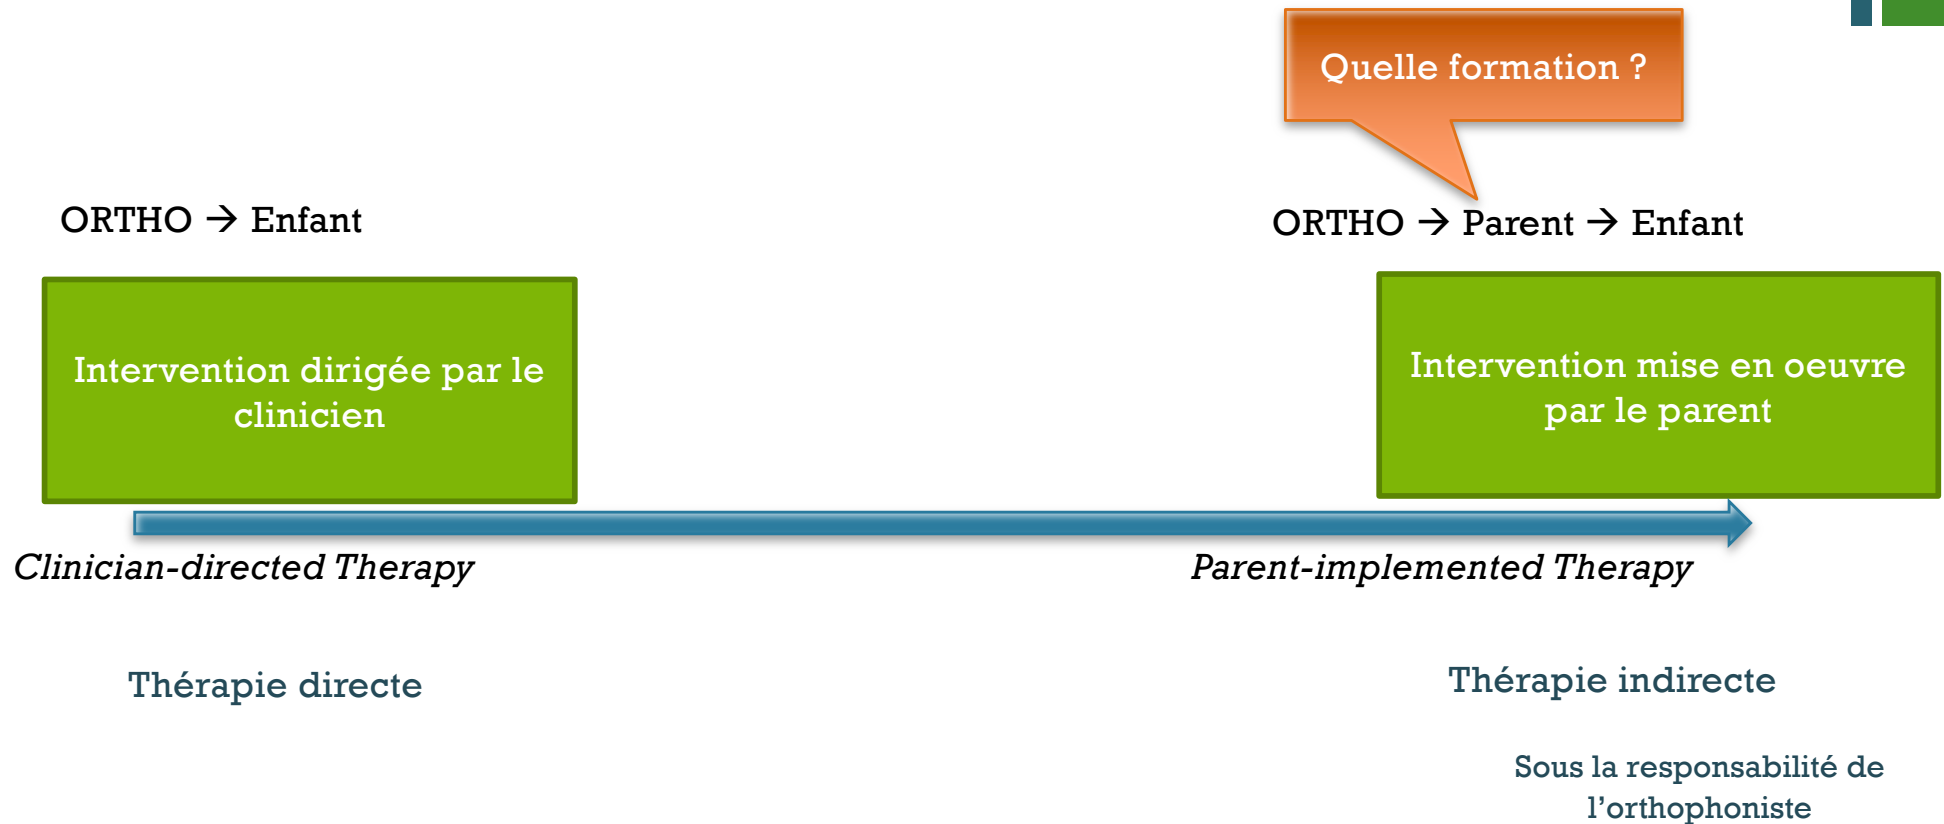 Quelle formation ?
ORTHO → Enfant
ORTHO → Parent → Enfant
Intervention dirigée par le
clinicien
Intervention mise en oeuvre
par le parent
Clinician-directed Therapy
Parent-implemented Therapy
Thérapie directe
Thérapie indirecte
Sous la responsabilité de
l’orthophoniste